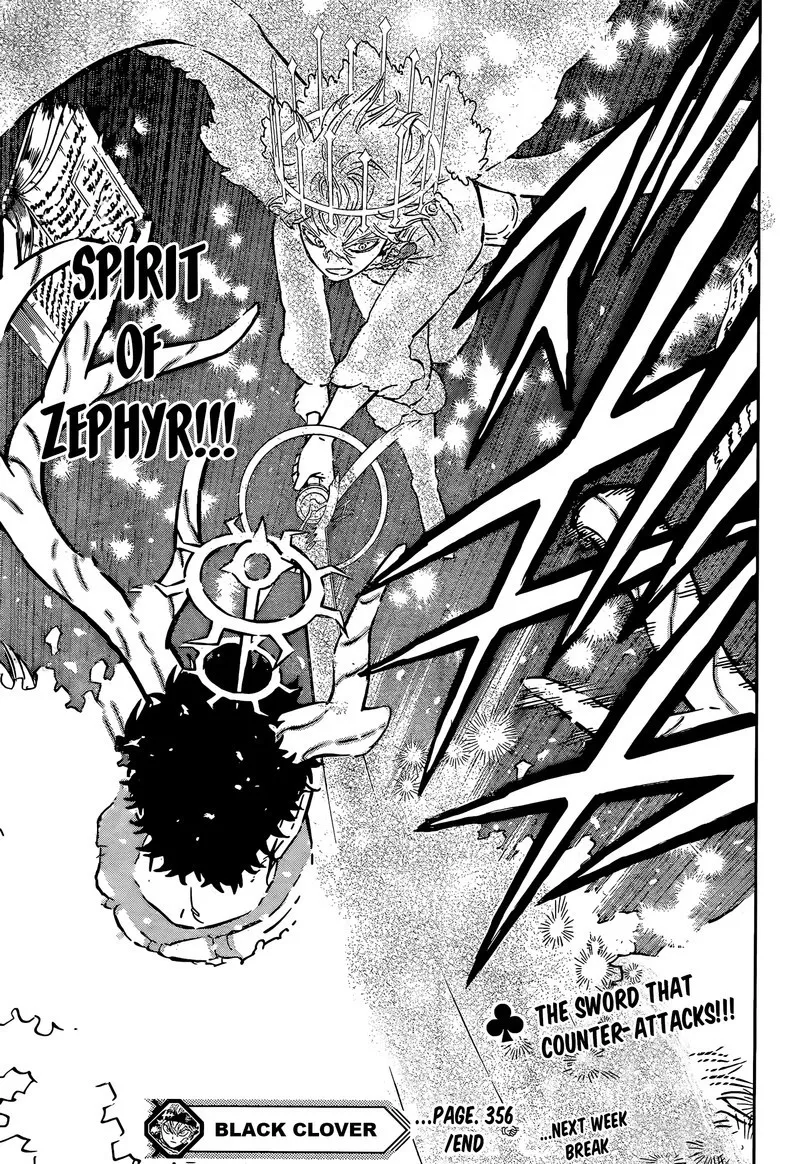 SPIRIT
OF
ZEPHYR!!!
THE SWORD THAT
COUNTER-ATTACKS!!!
BLACK CLOVER
...PAGE. 356
/END
...NEXT WEEK
BREAK